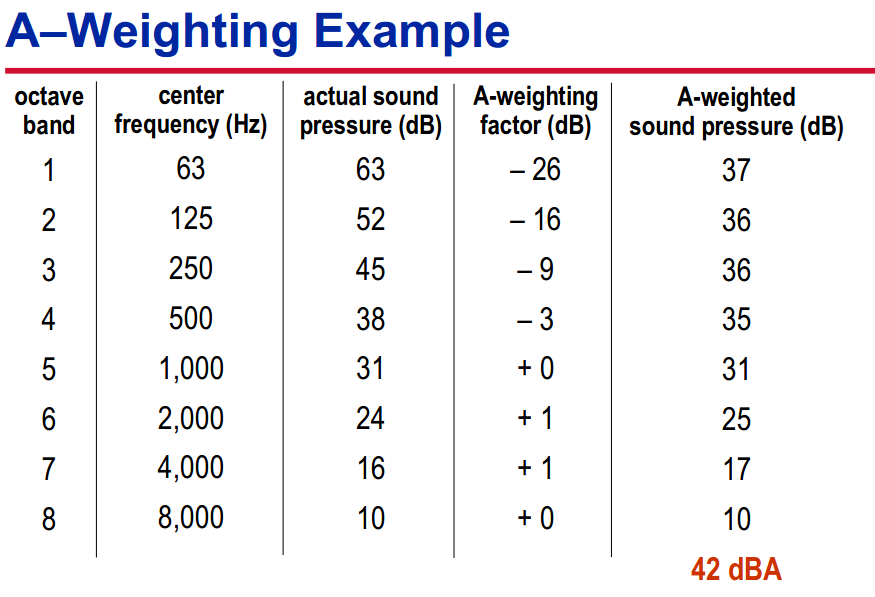 A–Weighting Example
octave band center frequency (Hz) actual sound pressure (dB) A-weighting factor (dB) A-weighted sound pressure (dB)
1 63 63 – 26 37
2 125 52 – 16 36
3 250 45 – 9 36
4 500 38 – 3 35
5 1,000 31 + 0 31
6 2,000 24 + 1 25
7 4,000 16 + 1 17
8 8,000 10 + 0 10
42 dBA